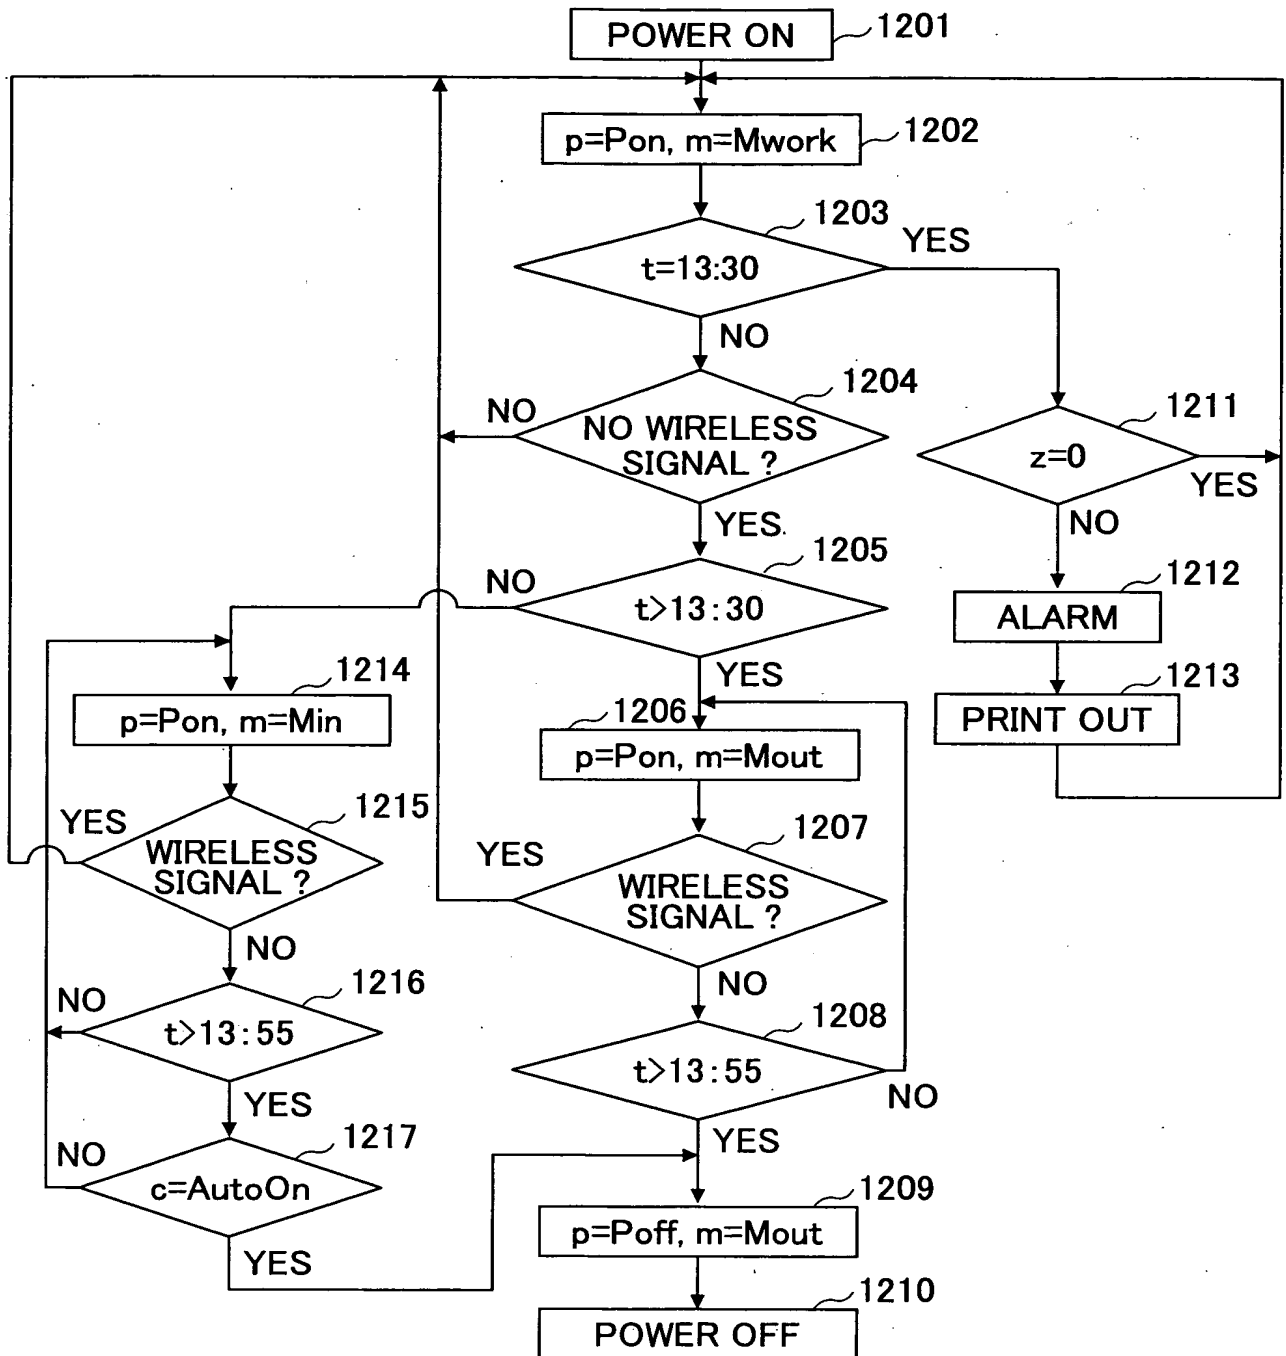 POWER ON
1201
p=Pon, m=Mwork
1202
t=13:30
1203
YES
NO
NO WIRELESS
SIGNAL ?
1204
NO
YES
z=0
1211
YES
NO
t>13:30
1205
NO
YES
ALARM
1212
PRINT OUT
1213
p=Pon, m=Min
1214
p=Pon, m=Mout
1206
WIRELESS
SIGNAL ?
1215
YES
NO
WIRELESS
SIGNAL ?
1207
YES
NO
t>13:55
1216
NO
YES
t>13:55
1208
NO
YES
c=AutoOn
1217
NO
YES
p=Poff, m=Mout
1209
POWER OFF
1210